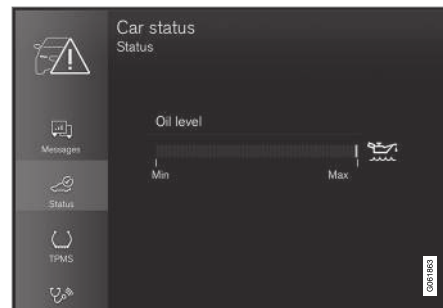 Car status
Status
Messages
Status
TPMS
Oil level
Min Max
G061863